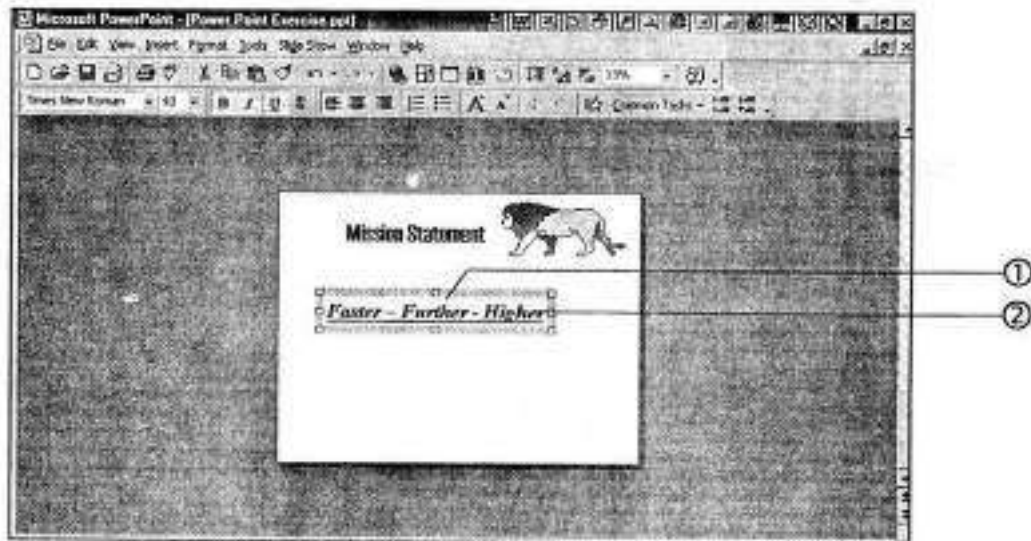 Microsoft PowerPoint - [Power Point Exercise.ppt]
File Edit View Insert Format Tools Slide Show Window Help
33%
Times New Roman B I U S A A Common Tasks
Mission Statement
①
Faster – Further - Higher ②